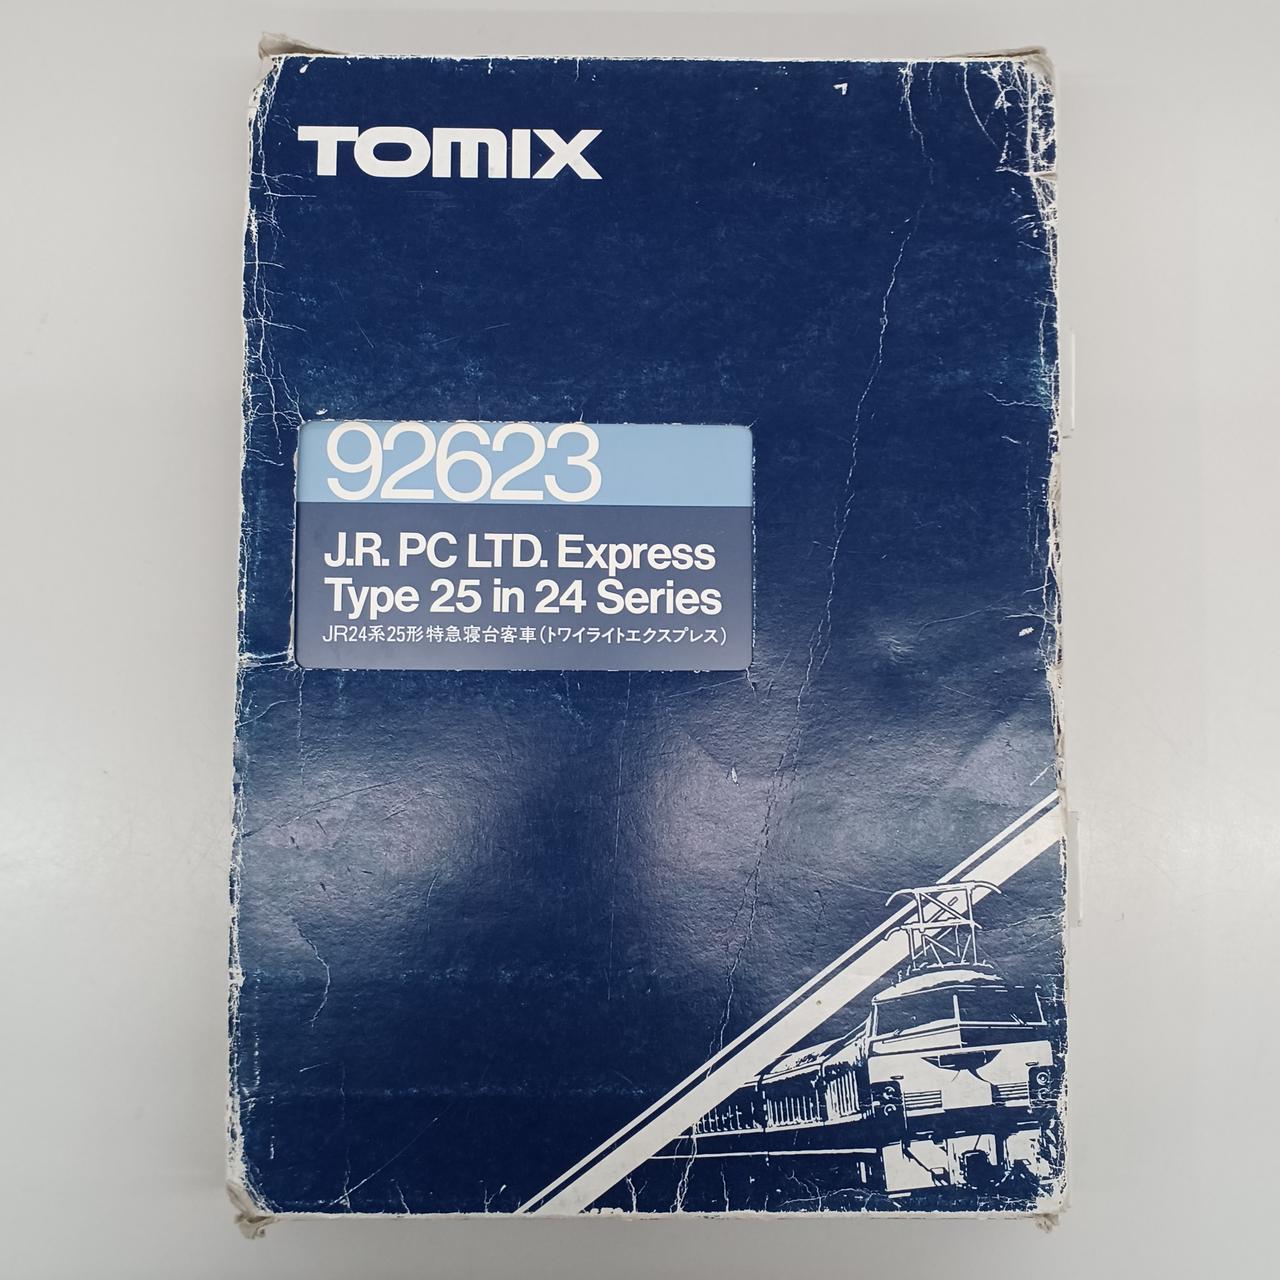 TOMIX
92623
J.R. PC LTD. Express
Type 25 in 24 Series
JR24系25形特急寝台客車(トワイライトエクスプレス)